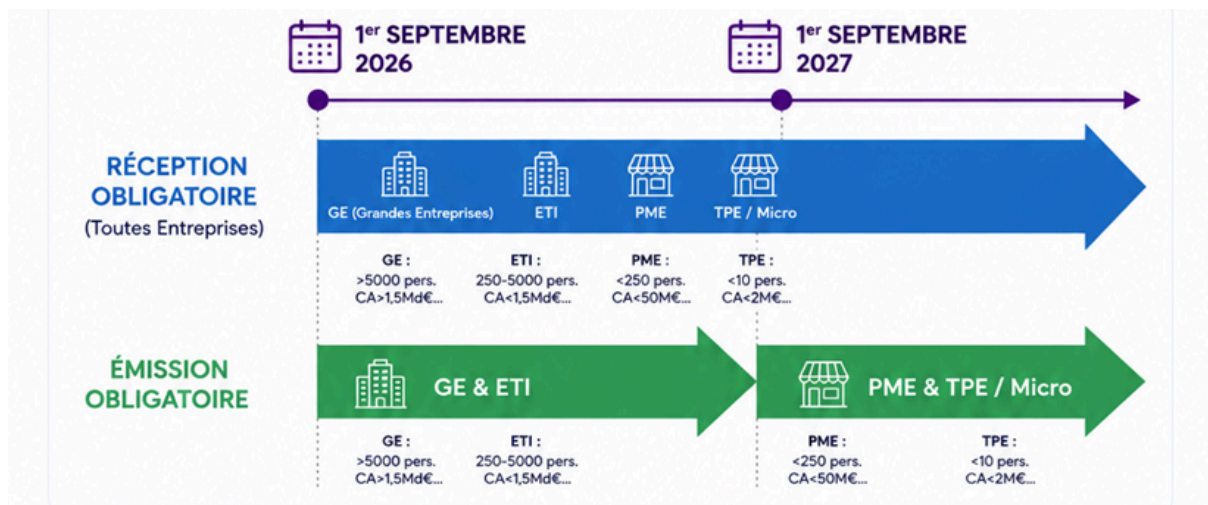 1er SEPTEMBRE
2026
1er SEPTEMBRE
2027
RÉCEPTION
OBLIGATOIRE
(Toutes Entreprises)
GE (Grandes Entreprises)
ETI
PME
TPE / Micro
GE :
>5000 pers.
CA>1,5Md€...
ETI :
250-5000 pers.
CA<1,5Md€...
PME :
<250 pers.
CA<50M€...
TPE :
<10 pers.
CA<2M€...
ÉMISSION
OBLIGATOIRE
GE & ETI
PME & TPE / Micro
GE :
>5000 pers.
CA>1,5Md€...
ETI :
250-5000 pers.
CA<1,5Md€...
PME :
<250 pers.
CA<50M€...
TPE :
<10 pers.
CA<2M€...